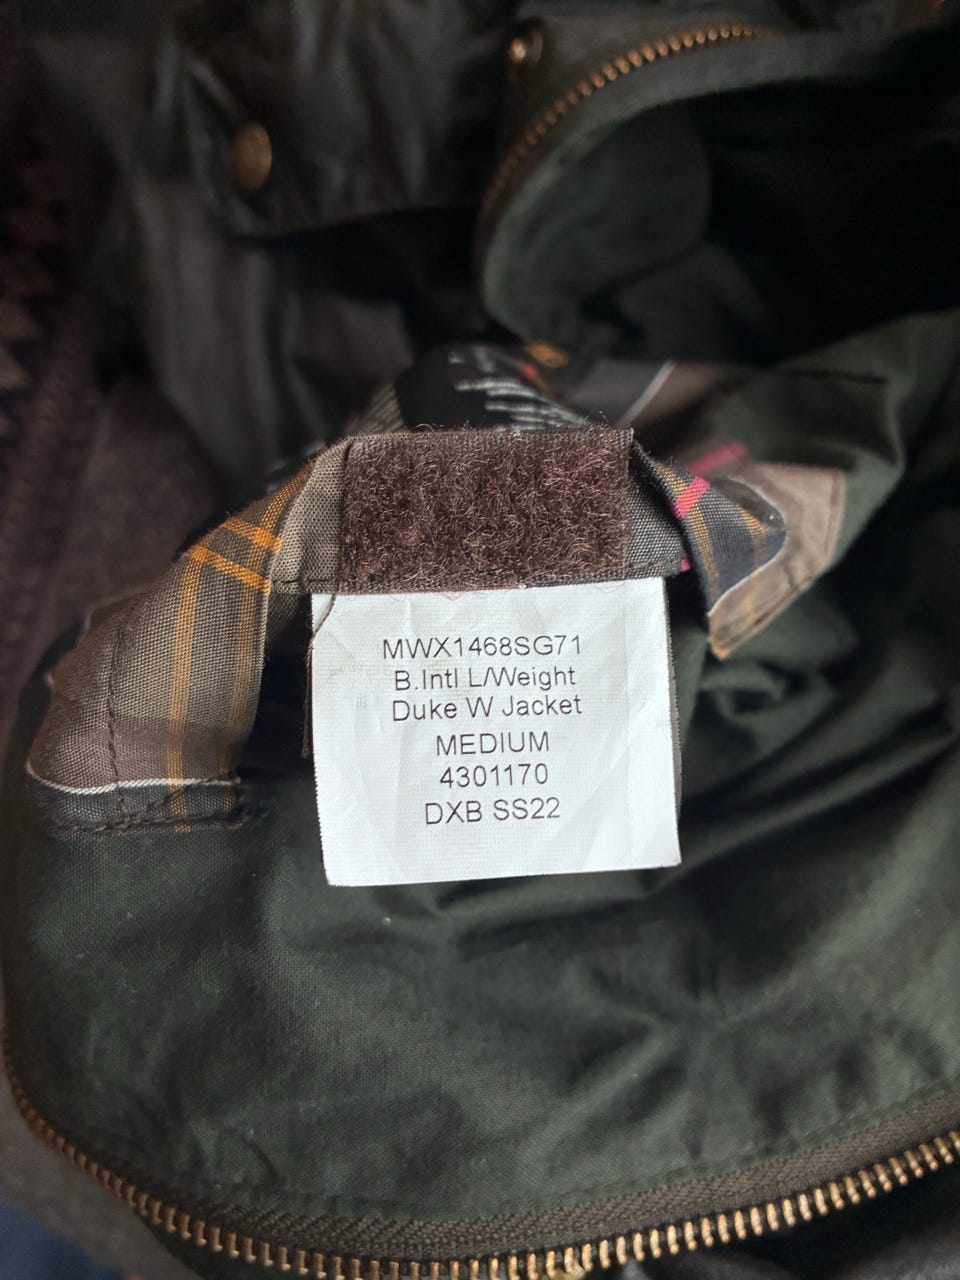 MWX1468SG71
B.Intl L/Weight
Duke W Jacket
MEDIUM
4301170
DXB SS22